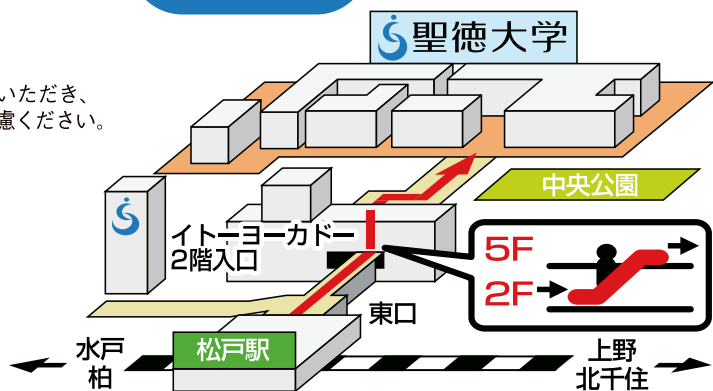 聖徳大学
いただき、
慮ください。
中央公園
イトーヨーカドー
2階入口
5F
2F
東口
水戸
柏
松戸駅
上野
北千住